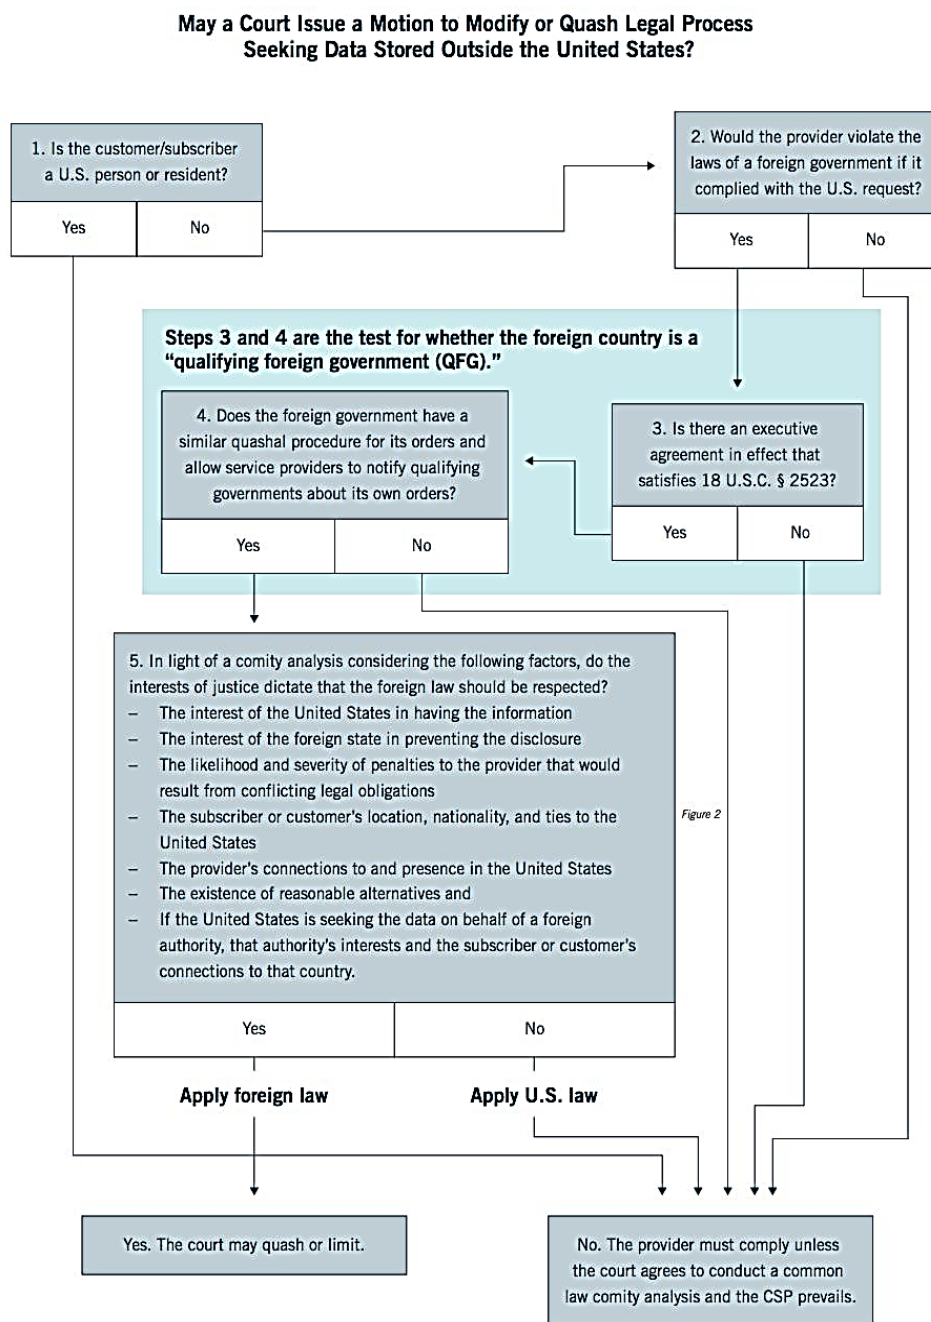 May a Court Issue a Motion to Modify or Quash Legal Process
Seeking Data Stored Outside the United States?
1. Is the customer/subscriber
a U.S. person or resident?
Yes
No
2. Would the provider violate the
laws of a foreign government if it
complied with the U.S. request?
Yes
No
Steps 3 and 4 are the test for whether the foreign country is a
“qualifying foreign government (QFG).”
3. Is there an executive
agreement in effect that
satisfies 18 U.S.C. § 2523?
Yes
No
4. Does the foreign government have a
similar quashal procedure for its orders and
allow service providers to notify qualifying
governments about its own orders?
Yes
No
5. In light of a comity analysis considering the following factors, do the
interests of justice dictate that the foreign law should be respected?
– The interest of the United States in having the information
– The interest of the foreign state in preventing the disclosure
– The likelihood and severity of penalties to the provider that would
result from conflicting legal obligations
– The subscriber or customer's location, nationality, and ties to the
United States
– The provider's connections to and presence in the United States
– The existence of reasonable alternatives and
– If the United States is seeking the data on behalf of a foreign
authority, that authority's interests and the subscriber or customer's
connections to that country.
Yes
No
Figure 2
Apply foreign law
Apply U.S. law
Yes. The court may quash or limit.
No. The provider must comply unless
the court agrees to conduct a common
law comity analysis and the CSP prevails.